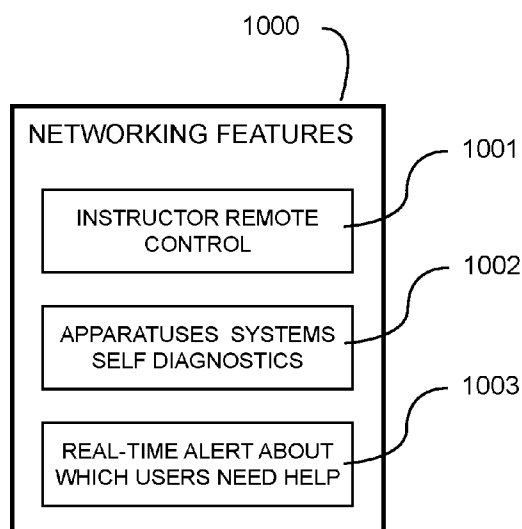 1000
NETWORKING FEATURES
1001
INSTRUCTOR REMOTE
CONTROL
1002
APPARATUSES SYSTEMS
SELF DIAGNOSTICS
1003
REAL-TIME ALERT ABOUT
WHICH USERS NEED HELP